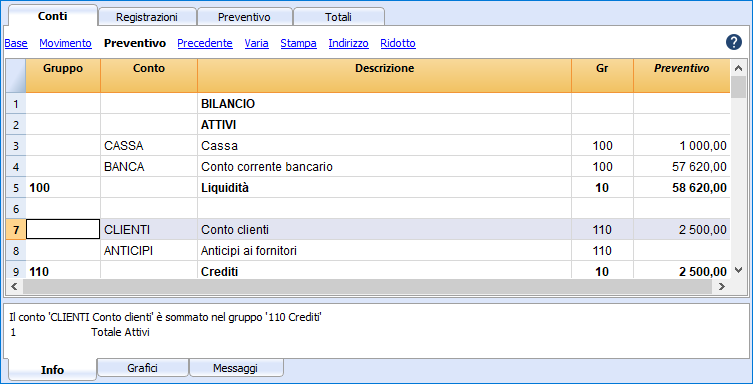 Conti Registrazioni Preventivo Totali
Base Movimento Preventivo Precedente Varia Stampa Indirizzo Ridotto ?
Gruppo Conto Descrizione Gr Preventivo
1 BILANCIO
2 ATTIVI
3 CASSA Cassa 100 1 000,00
4 BANCA Conto corrente bancario 100 57 620,00
5 100 Liquidità 10 58 620,00
6
7 CLIENTI Conto clienti 110 2 500,00
8 ANTICIPI Anticipi ai fornitori 110
9 110 Crediti 10 2 500,00
Il conto 'CLIENTI Conto clienti' è sommato nel gruppo '110 Crediti'
1 Totale Attivi
Info Grafici Messaggi